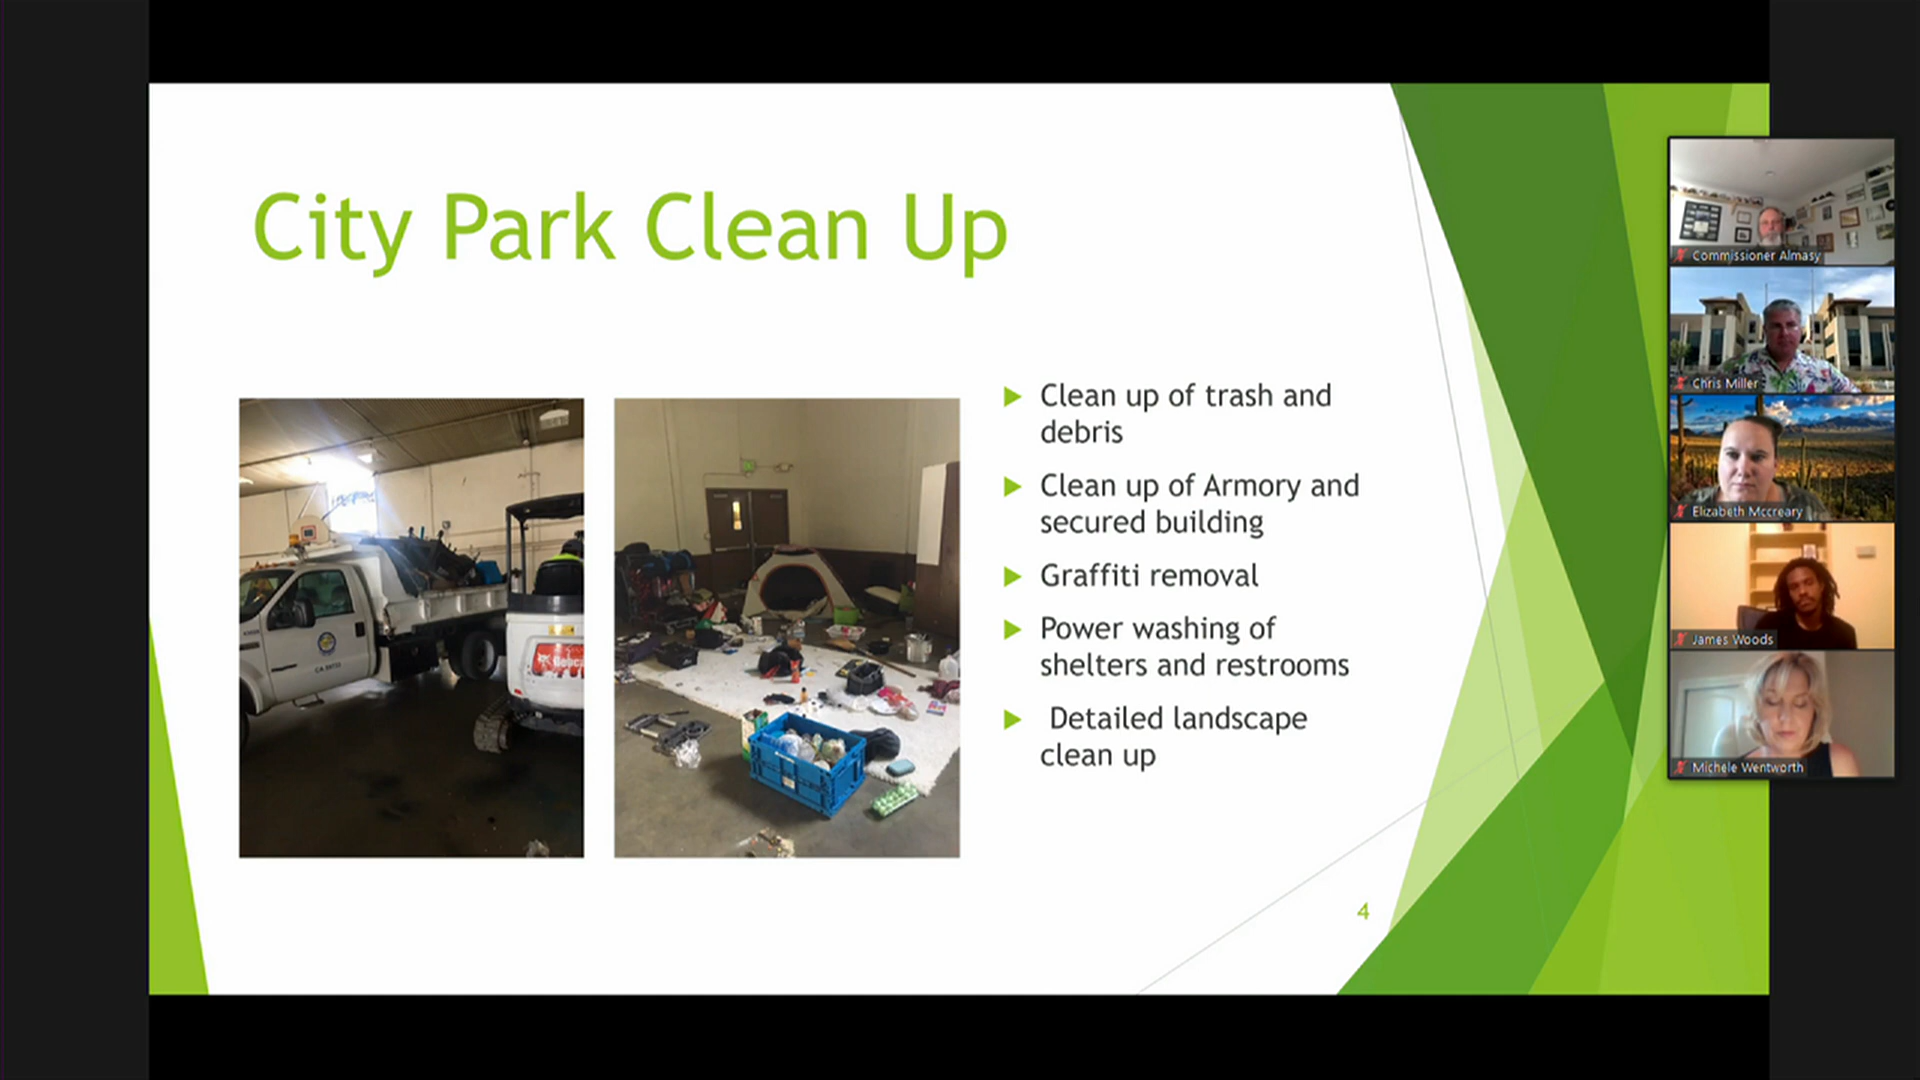 City Park Clean Up
Clean up of trash and
debris
Clean up of Armory and
secured building
Graffiti removal
Power washing of
shelters and restrooms
Detailed landscape
clean up
4
Bobcat
Commissioner Almasy
Chris Miller
Elizabeth Mccreary
James Woods
Michele Wentworth